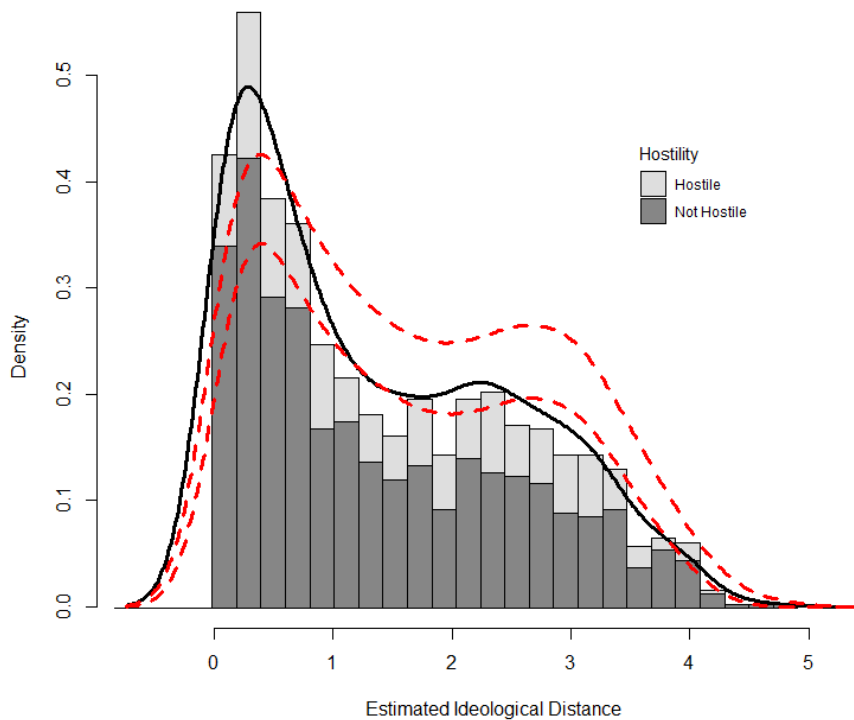 Density
0.5
0.4
0.3
0.2
0.1
0.0
Hostility
Hostile
Not Hostile
0 1 2 3 4 5
Estimated Ideological Distance